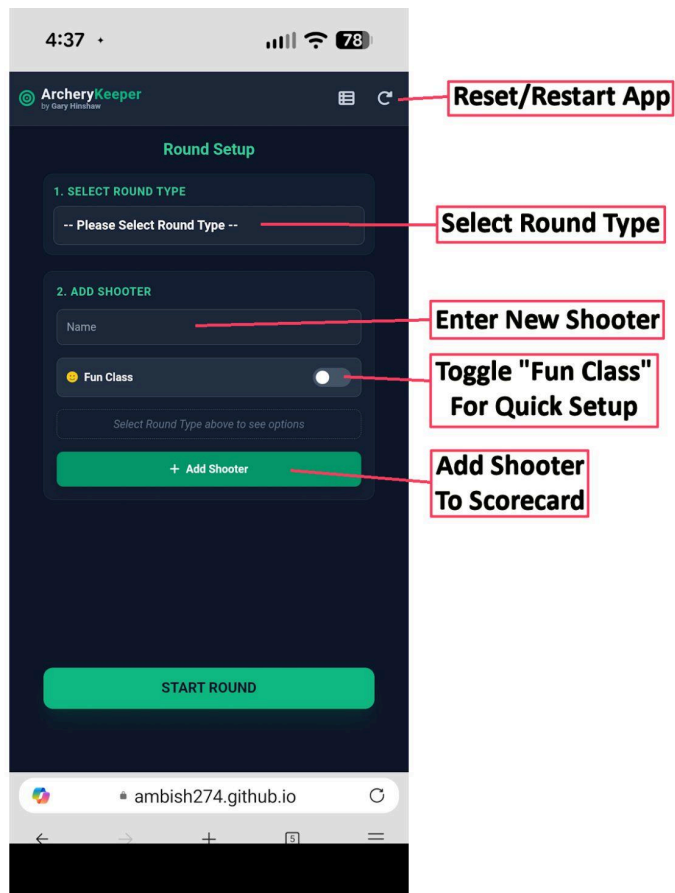 4:37
78
ArcheryKeeper
by Gary Hinshaw
Reset/Restart App
Round Setup
1. SELECT ROUND TYPE
-- Please Select Round Type --
Select Round Type
2. ADD SHOOTER
Name
Enter New Shooter
Fun Class
Toggle "Fun Class"
For Quick Setup
Select Round Type above to see options
+ Add Shooter
Add Shooter
To Scorecard
START ROUND
ambish274.github.io
5